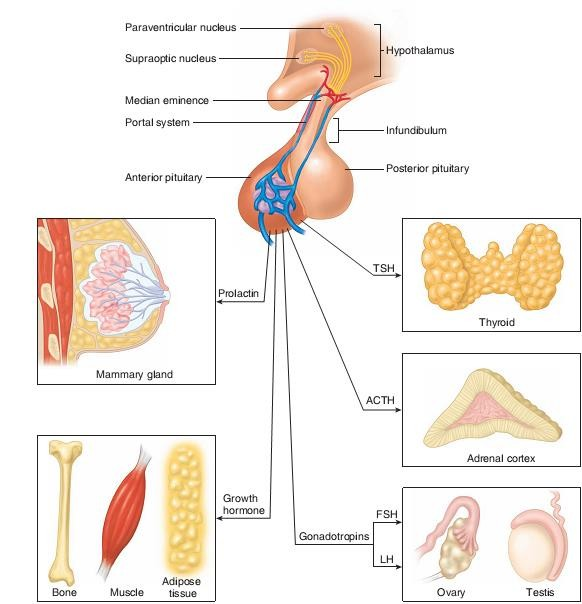 Paraventricular nucleus
Supraoptic nucleus
Hypothalamus
Median eminence
Portal system
Infundibulum
Anterior pituitary
Posterior pituitary
TSH
Thyroid
Prolactin
Mammary gland
ACTH
Adrenal cortex
Growth
hormone
Gonadotropins
FSH
LH
Bone
Muscle
Adipose
tissue
Ovary
Testis